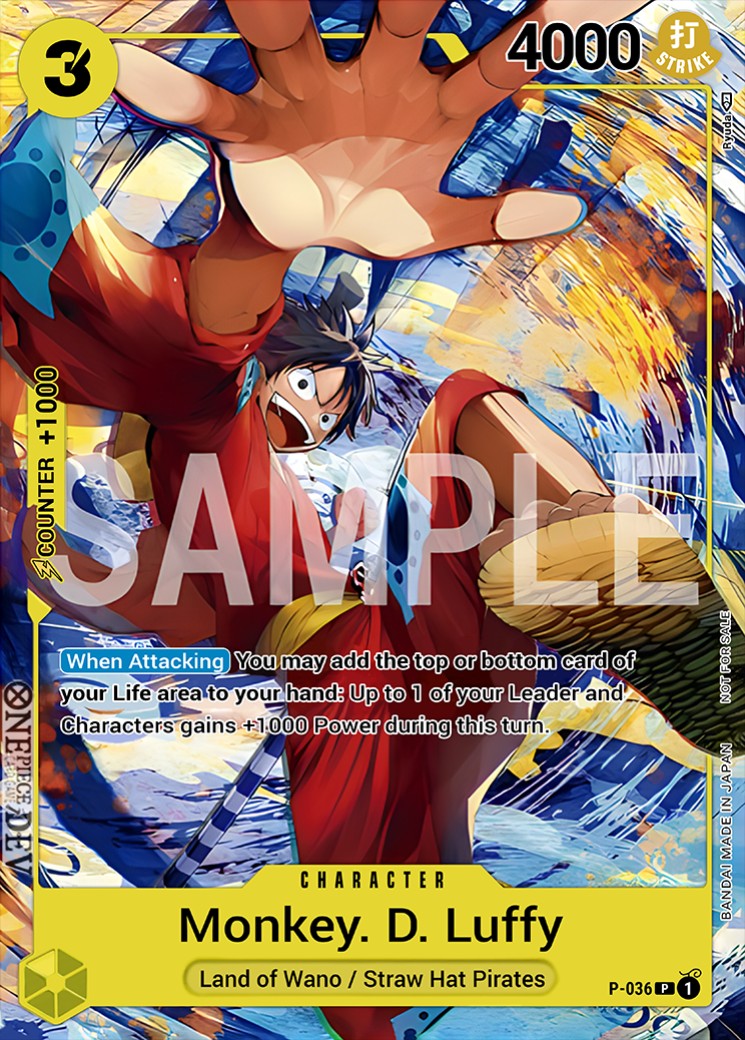 3
4000
打
STRIKE
Ryuda
COUNTER +1000
SAMPLE
When Attacking You may add the top or bottom card of
your Life area to your hand: Up to 1 of your Leader and
Characters gains +1000 Power during this turn.
NOT FOR SALE
BANDAI MADE IN JAPAN
ONE PIECE DEV
CHARACTER
Monkey. D. Luffy
Land of Wano / Straw Hat Pirates
P-036 P 1